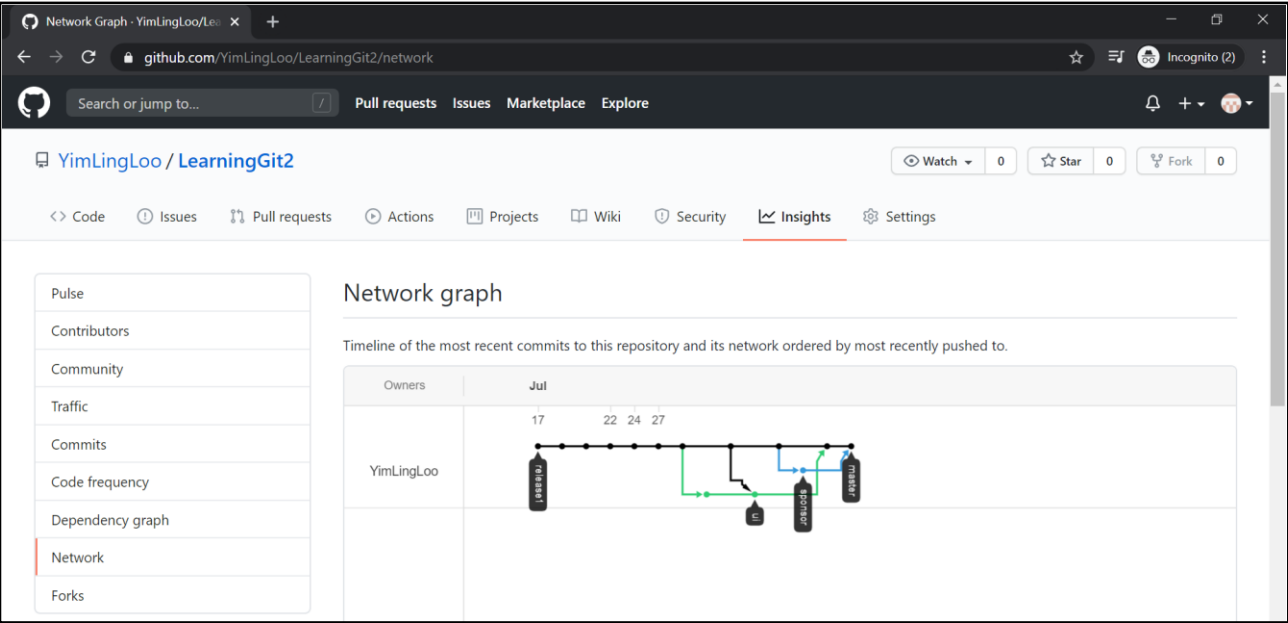 Network Graph · YimLingLoo/Lea
github.com/YimLingLoo/LearningGit2/network
Incognito (2)
Search or jump to...
/
Pull requests Issues Marketplace Explore
YimLingLoo / LearningGit2
Watch 0 Star 0 Fork 0
Code Issues Pull requests Actions Projects Wiki Security Insights Settings
Pulse
Contributors
Community
Traffic
Commits
Code frequency
Dependency graph
Network
Forks
Network graph
Timeline of the most recent commits to this repository and its network ordered by most recently pushed to.
Owners Jul
17 22 24 27
YimLingLoo
release1
ui
sponsor
master